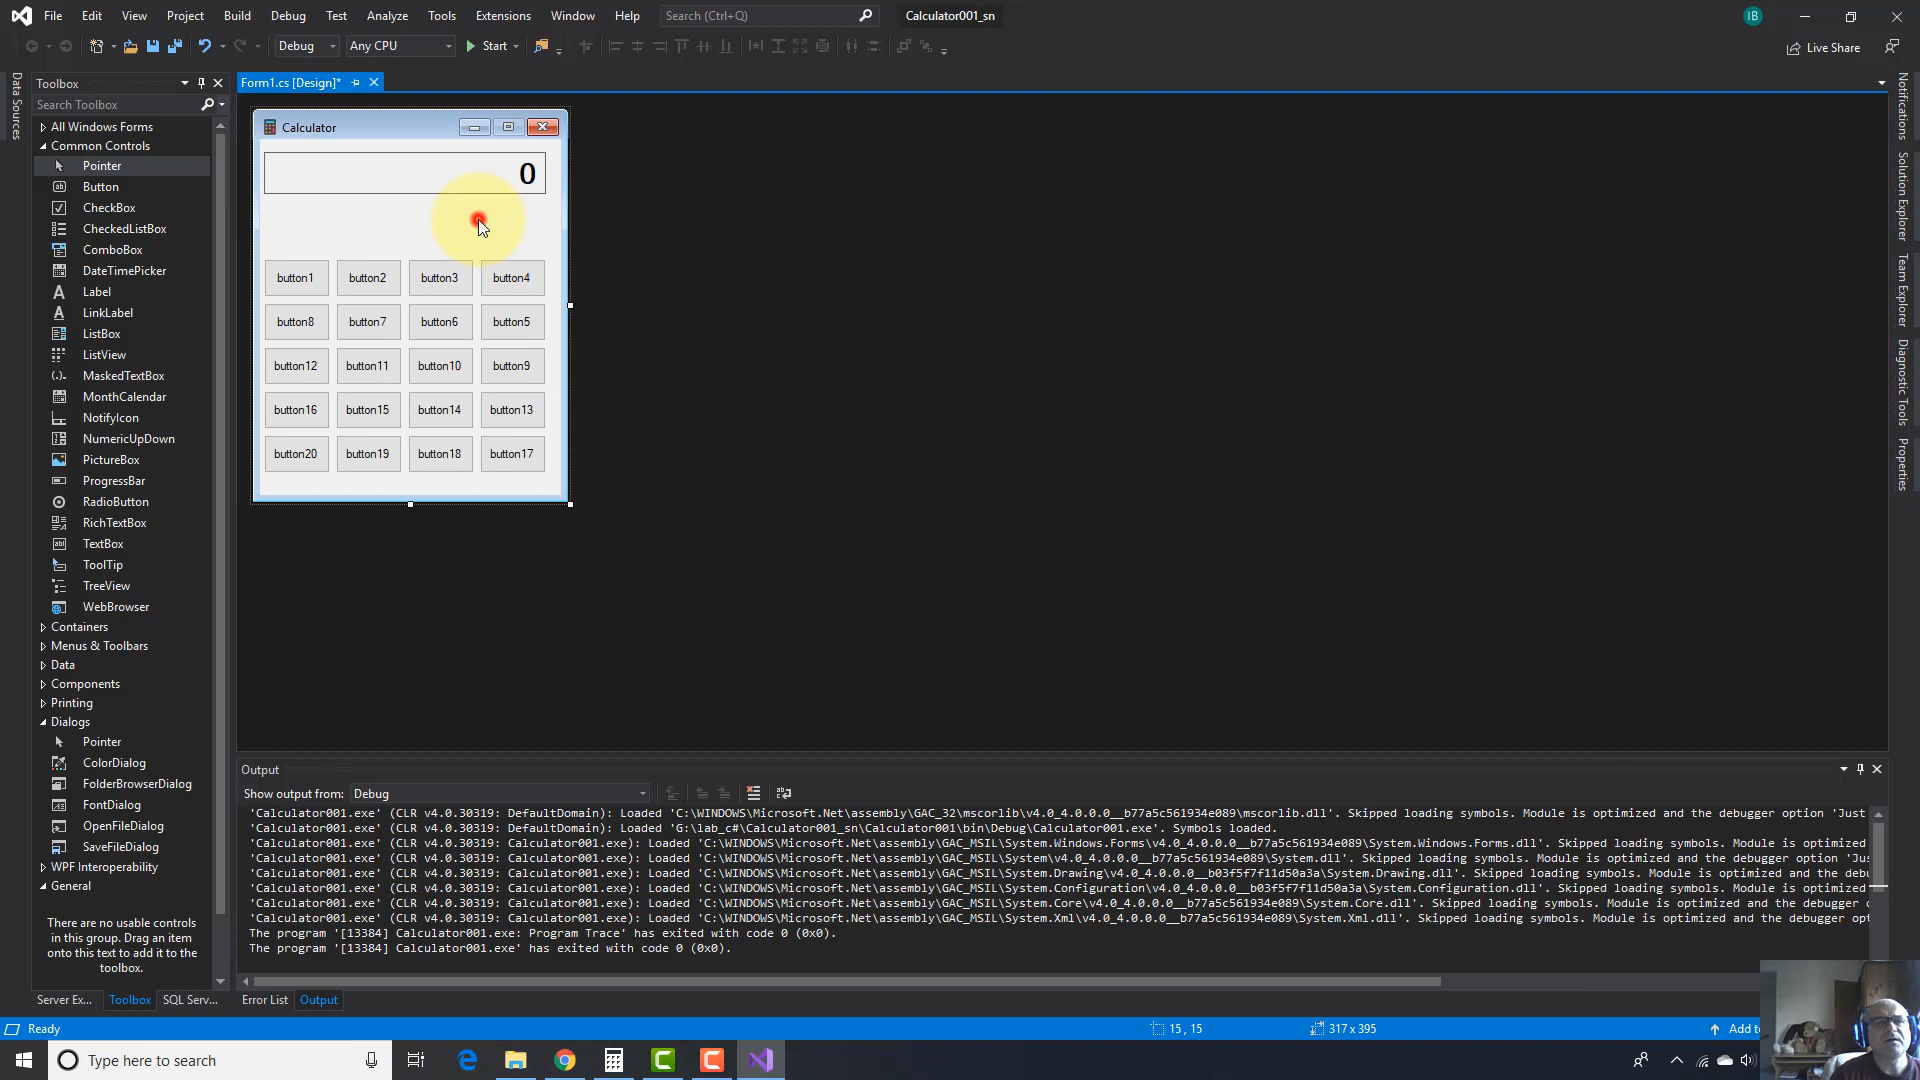 File Edit View Project Build Debug Test Analyze Tools Extensions Window Help Search (Ctrl+Q) Calculator001_sn IB
Debug Any CPU Start Live Share
Data Sources
Toolbox
Search Toolbox
All Windows Forms
Common Controls
Pointer
Button
CheckBox
CheckedListBox
ComboBox
DateTimePicker
Label
LinkLabel
ListBox
ListView
MaskedTextBox
MonthCalendar
NotifyIcon
NumericUpDown
PictureBox
ProgressBar
RadioButton
RichTextBox
TextBox
ToolTip
TreeView
WebBrowser
Containers
Menus & Toolbars
Data
Components
Printing
Dialogs
Pointer
ColorDialog
FolderBrowserDialog
FontDialog
OpenFileDialog
SaveFileDialog
WPF Interoperability
General
There are no usable controls
in this group. Drag an item
onto this text to add it to the
toolbox.
Server Ex... Toolbox SQL Serv...
Form1.cs [Design]*
Calculator
0
button1 button2 button3 button4
button8 button7 button6 button5
button12 button11 button10 button9
button16 button15 button14 button13
button20 button19 button18 button17
Notifications
Solution Explorer
Team Explorer
Diagnostic Tools
Properties
Output
Show output from: Debug
'Calculator001.exe' (CLR v4.0.30319: DefaultDomain): Loaded 'C:\WINDOWS\Microsoft.Net\assembly\GAC_32\mscorlib\v4.0_4.0.0.0__b77a5c561934e089\mscorlib.dll'. Skipped loading symbols. Module is optimized and the debugger option 'Just
'Calculator001.exe' (CLR v4.0.30319: DefaultDomain): Loaded 'G:\lab_c#\Calculator001_sn\Calculator001\bin\Debug\Calculator001.exe'. Symbols loaded.
'Calculator001.exe' (CLR v4.0.30319: Calculator001.exe): Loaded 'C:\WINDOWS\Microsoft.Net\assembly\GAC_MSIL\System.Windows.Forms\v4.0_4.0.0.0__b77a5c561934e089\System.Windows.Forms.dll'. Skipped loading symbols. Module is optimized
'Calculator001.exe' (CLR v4.0.30319: Calculator001.exe): Loaded 'C:\WINDOWS\Microsoft.Net\assembly\GAC_MSIL\System\v4.0_4.0.0.0__b77a5c561934e089\System.dll'. Skipped loading symbols. Module is optimized and the debugger option 'Jus
'Calculator001.exe' (CLR v4.0.30319: Calculator001.exe): Loaded 'C:\WINDOWS\Microsoft.Net\assembly\GAC_MSIL\System.Drawing\v4.0_4.0.0.0__b03f5f7f11d50a3a\System.Drawing.dll'. Skipped loading symbols. Module is optimized and the debu
'Calculator001.exe' (CLR v4.0.30319: Calculator001.exe): Loaded 'C:\WINDOWS\Microsoft.Net\assembly\GAC_MSIL\System.Configuration\v4.0_4.0.0.0__b03f5f7f11d50a3a\System.Configuration.dll'. Skipped loading symbols. Module is optimized
'Calculator001.exe' (CLR v4.0.30319: Calculator001.exe): Loaded 'C:\WINDOWS\Microsoft.Net\assembly\GAC_MSIL\System.Core\v4.0_4.0.0.0__b77a5c561934e089\System.Core.dll'. Skipped loading symbols. Module is optimized and the debugger o
'Calculator001.exe' (CLR v4.0.30319: Calculator001.exe): Loaded 'C:\WINDOWS\Microsoft.Net\assembly\GAC_MSIL\System.Xml\v4.0_4.0.0.0__b77a5c561934e089\System.Xml.dll'. Skipped loading symbols. Module is optimized and the debugger opt
The program '[13384] Calculator001.exe: Program Trace' has exited with code 0 (0x0).
The program '[13384] Calculator001.exe' has exited with code 0 (0x0).
Error List Output
Ready 15 , 15 317 x 395 Add to
Type here to search